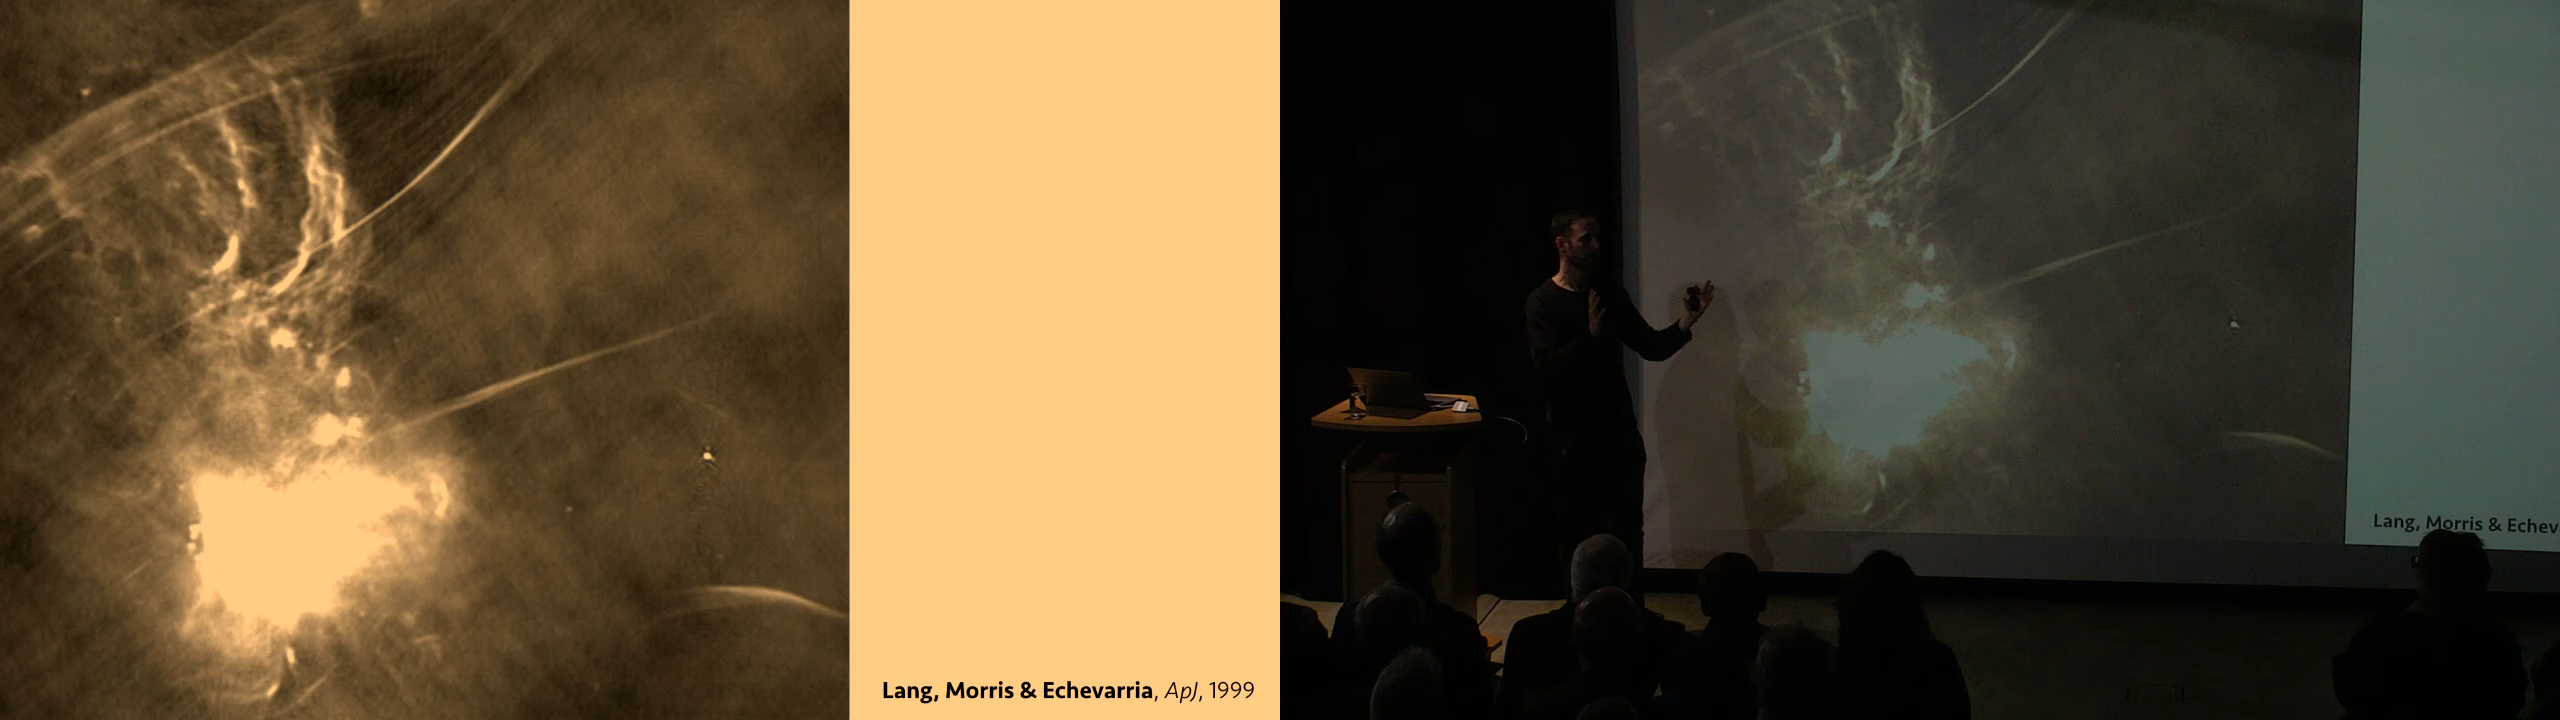 Lang, Morris & Echevarria, ApJ, 1999
Lang, Morris & Echev